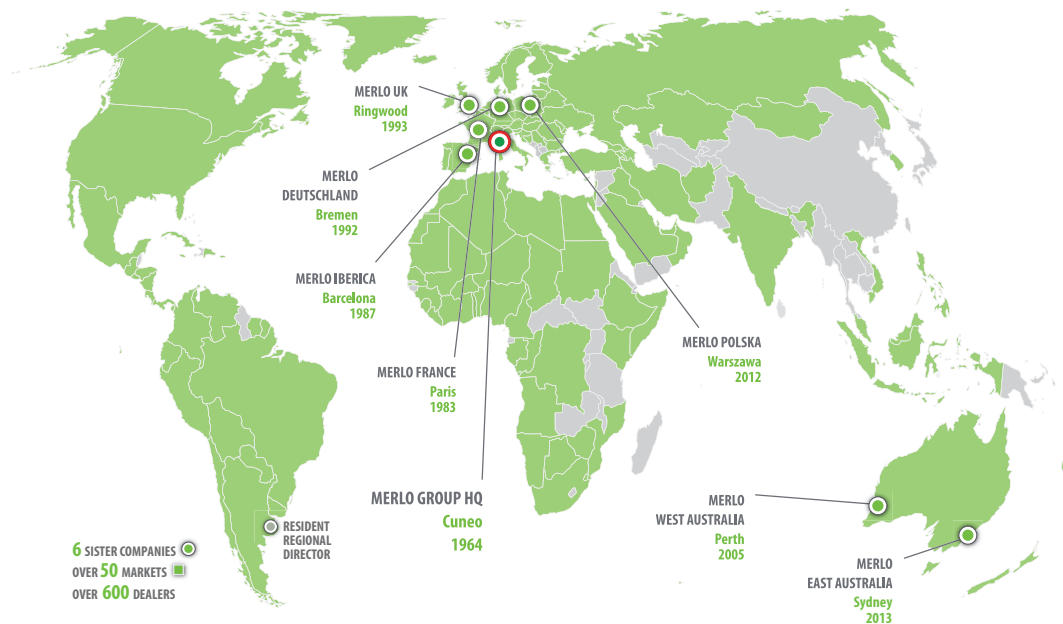 MERLO UK
Ringwood
1993
MERLO
DEUTSCHLAND
Bremen
1992
MERLO IBERICA
Barcelona
1987
MERLO FRANCE
Paris
1983
MERLO GROUP HQ
Cuneo
1964
MERLO POLSKA
Warszawa
2012
MERLO
WEST AUSTRALIA
Perth
2005
MERLO
EAST AUSTRALIA
Sydney
2013
RESIDENT
REGIONAL
DIRECTOR
6 SISTER COMPANIES
OVER 50 MARKETS
OVER 600 DEALERS